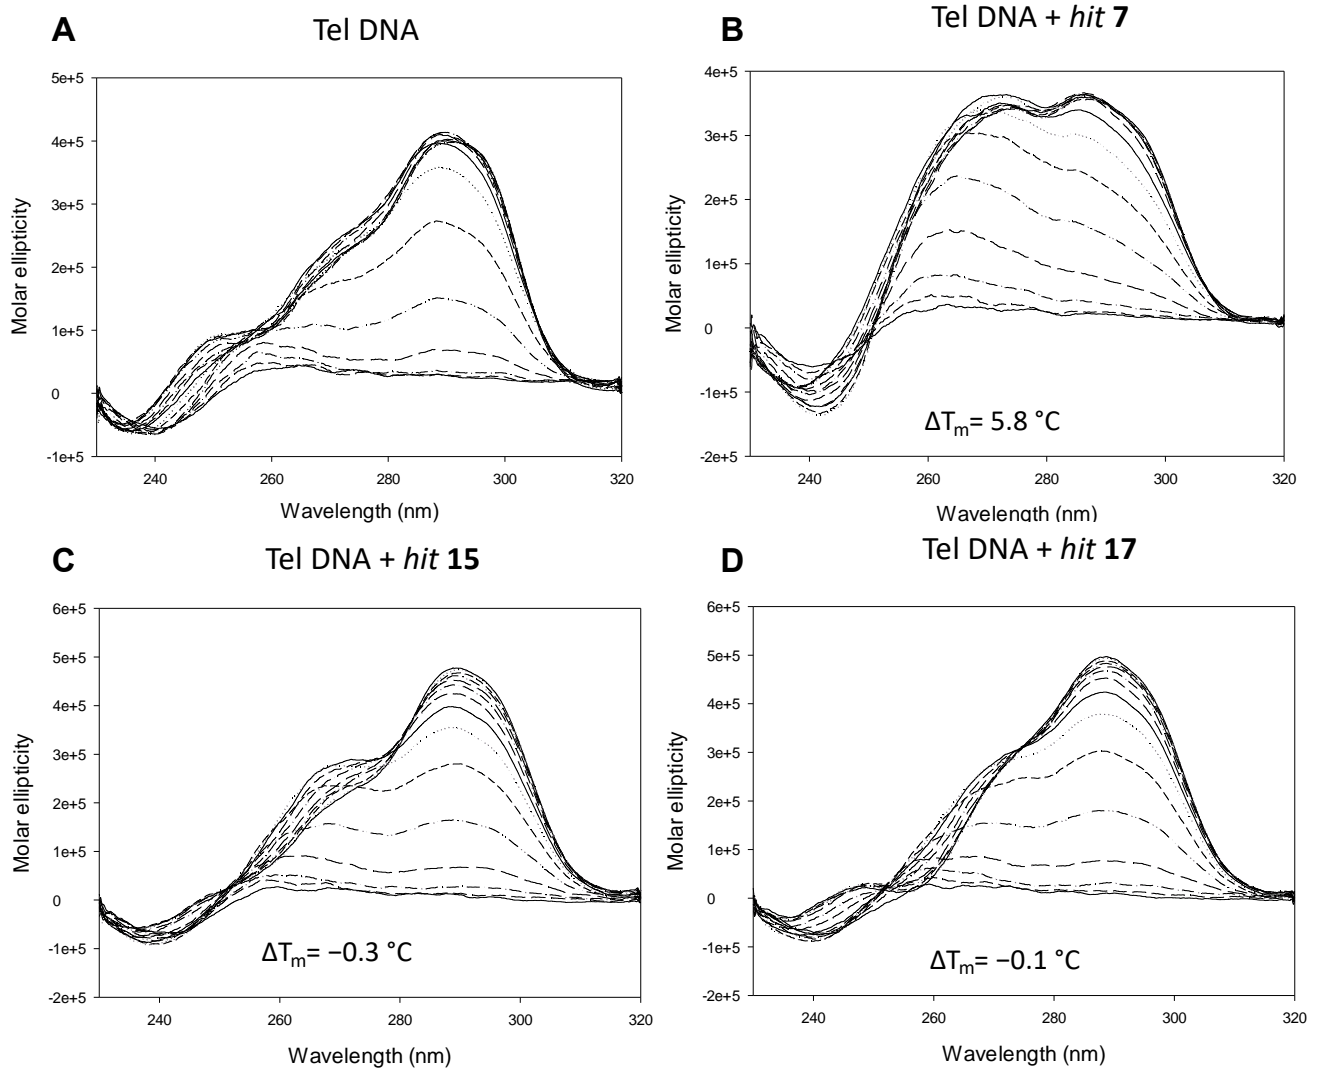 A
Tel DNA
5e+5
4e+5
3e+5
2e+5
1e+5
0
-1e+5
Molar ellipticity
240
260
280
300
320
Wavelength (nm)
B
Tel DNA + hit 7
4e+5
3e+5
2e+5
1e+5
0
-1e+5
-2e+5
Molar ellipticity
ΔTm= 5.8 °C
240
260
280
300
320
Wavelength (nm)
C
Tel DNA + hit 15
6e+5
5e+5
4e+5
3e+5
2e+5
1e+5
0
-1e+5
-2e+5
Molar ellipticity
ΔTm= −0.3 °C
240
260
280
300
320
Wavelength (nm)
D
Tel DNA + hit 17
6e+5
5e+5
4e+5
3e+5
2e+5
1e+5
0
-1e+5
-2e+5
Molar ellipticity
ΔTm= −0.1 °C
240
260
280
300
320
Wavelength (nm)